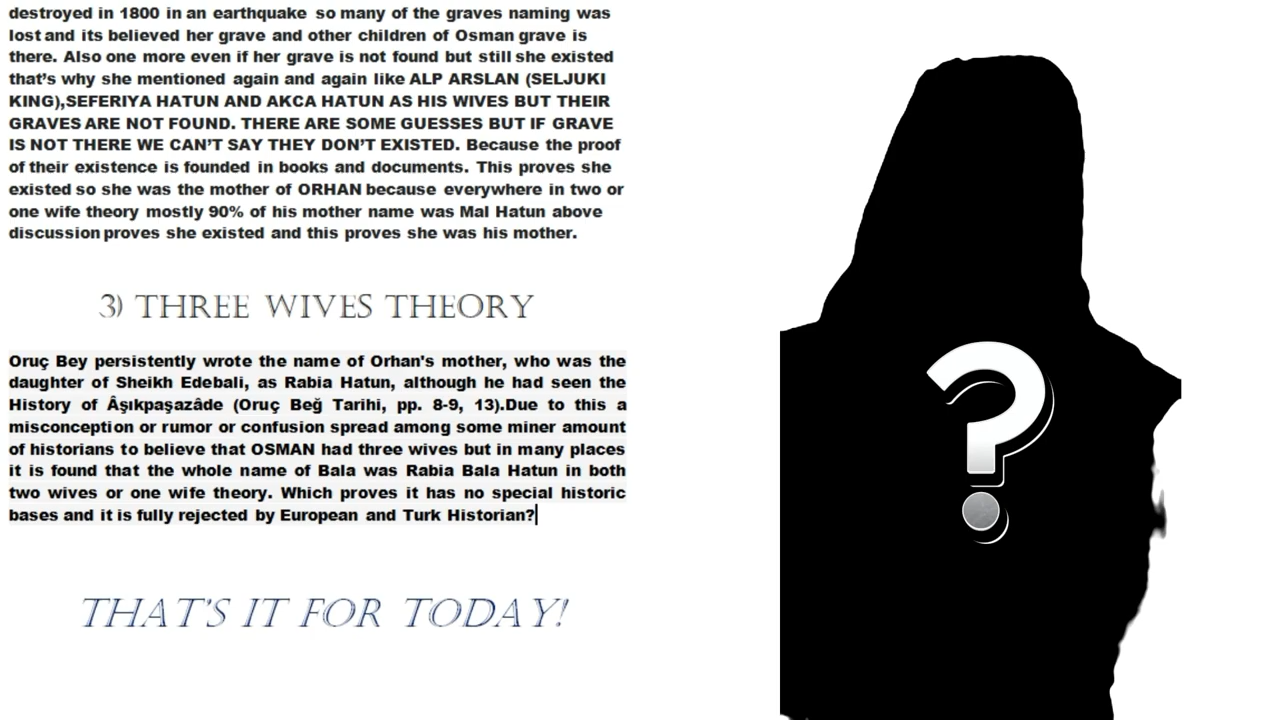 destroyed in 1800 in an earthquake so many of the graves naming was
lost and its believed her grave and other children of Osman grave is
there. Also one more even if her grave is not found but still she existed
that's why she mentioned again and again like ALP ARSLAN (SELJUKI
KING),SEFERIYA HATUN AND AKCA HATUN AS HIS WIVES BUT THEIR
GRAVES ARE NOT FOUND. THERE ARE SOME GUESSES BUT IF GRAVE
IS NOT THERE WE CAN'T SAY THEY DON'T EXISTED. Because the proof
of their existence is founded in books and documents. This proves she
existed so she was the mother of ORHAN because everywhere in two or
one wife theory mostly 90% of his mother name was Mal Hatun above
discussion proves she existed and this proves she was his mother.
3) THREE WIVES THEORY
Oruç Bey persistently wrote the name of Orhan's mother, who was the
daughter of Sheikh Edebali, as Rabia Hatun, although he had seen the
History of Âşıkpaşazâde (Oruç Beğ Tarihi, pp. 8-9, 13).Due to this a
misconception or rumor or confusion spread among some miner amount
of historians to believe that OSMAN had three wives but in many places
it is found that the whole name of Bala was Rabia Bala Hatun in both
two wives or one wife theory. Which proves it has no special historic
bases and it is fully rejected by European and Turk Historian?
THAT'S IT FOR TODAY!
?